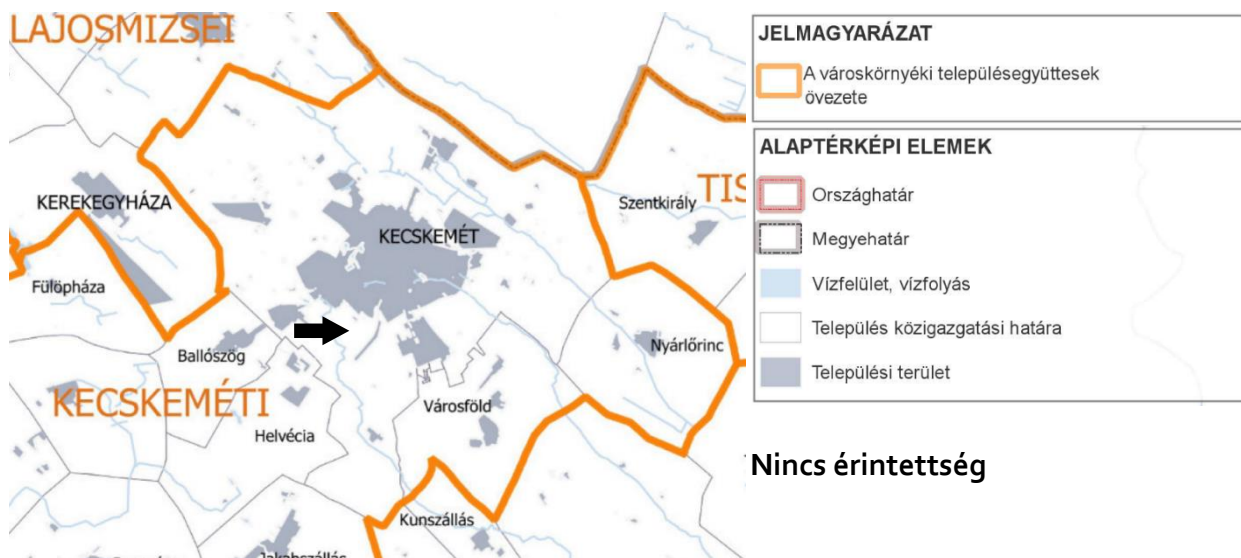 LAJOSMIZSEI
KEREKEGYHÁZA
Szentkirály
TIS
KECSKEMÉT
Fülöpháza
Ballószög
Nyárlőrinc
KECSKEMÉTI
Városföld
Helvécia
Kunszállás
Jakabszállás
JELMAGYARÁZAT
A városkörnyéki településegyüttesek
övezete
ALAPTÉRKÉPI ELEMEK
Országhatár
Megyehatár
Vízfelület, vízfolyás
Település közigazgatási határa
Települési terület
Nincs érintettség